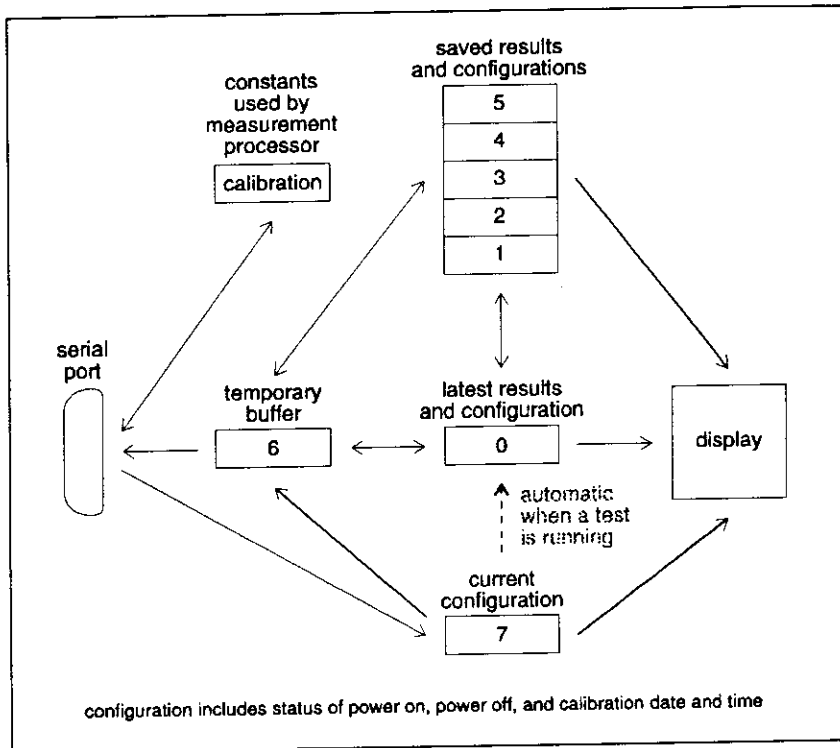 saved results
and configurations
5
4
3
2
1
constants
used by
measurement
processor
calibration
serial
port
temporary
buffer
6
latest results
and configuration
0
display
automatic
when a test
is running
current
configuration
7
configuration includes status of power on, power off, and calibration date and time